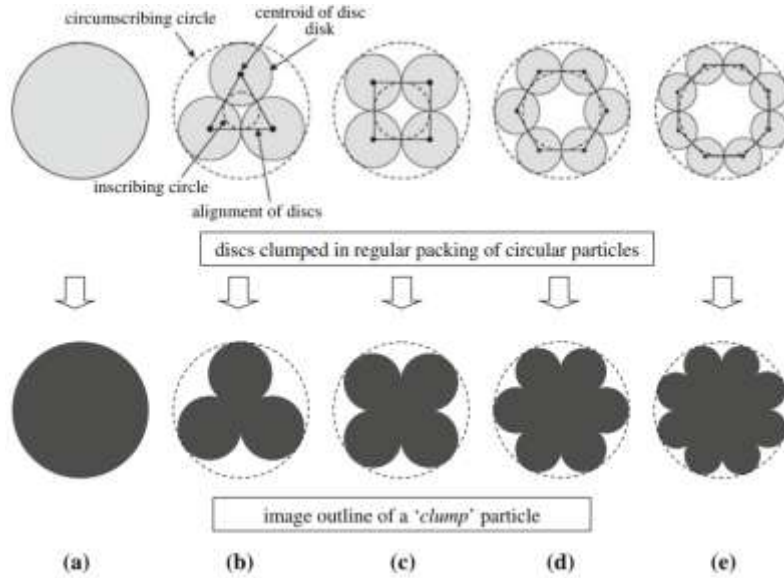 circumscribing circle
centroid of disc
disk
inscribing circle
alignment of discs
discs clumped in regular packing of circular particles
image outline of a ‘clump’ particle
(a) (b) (c) (d) (e)